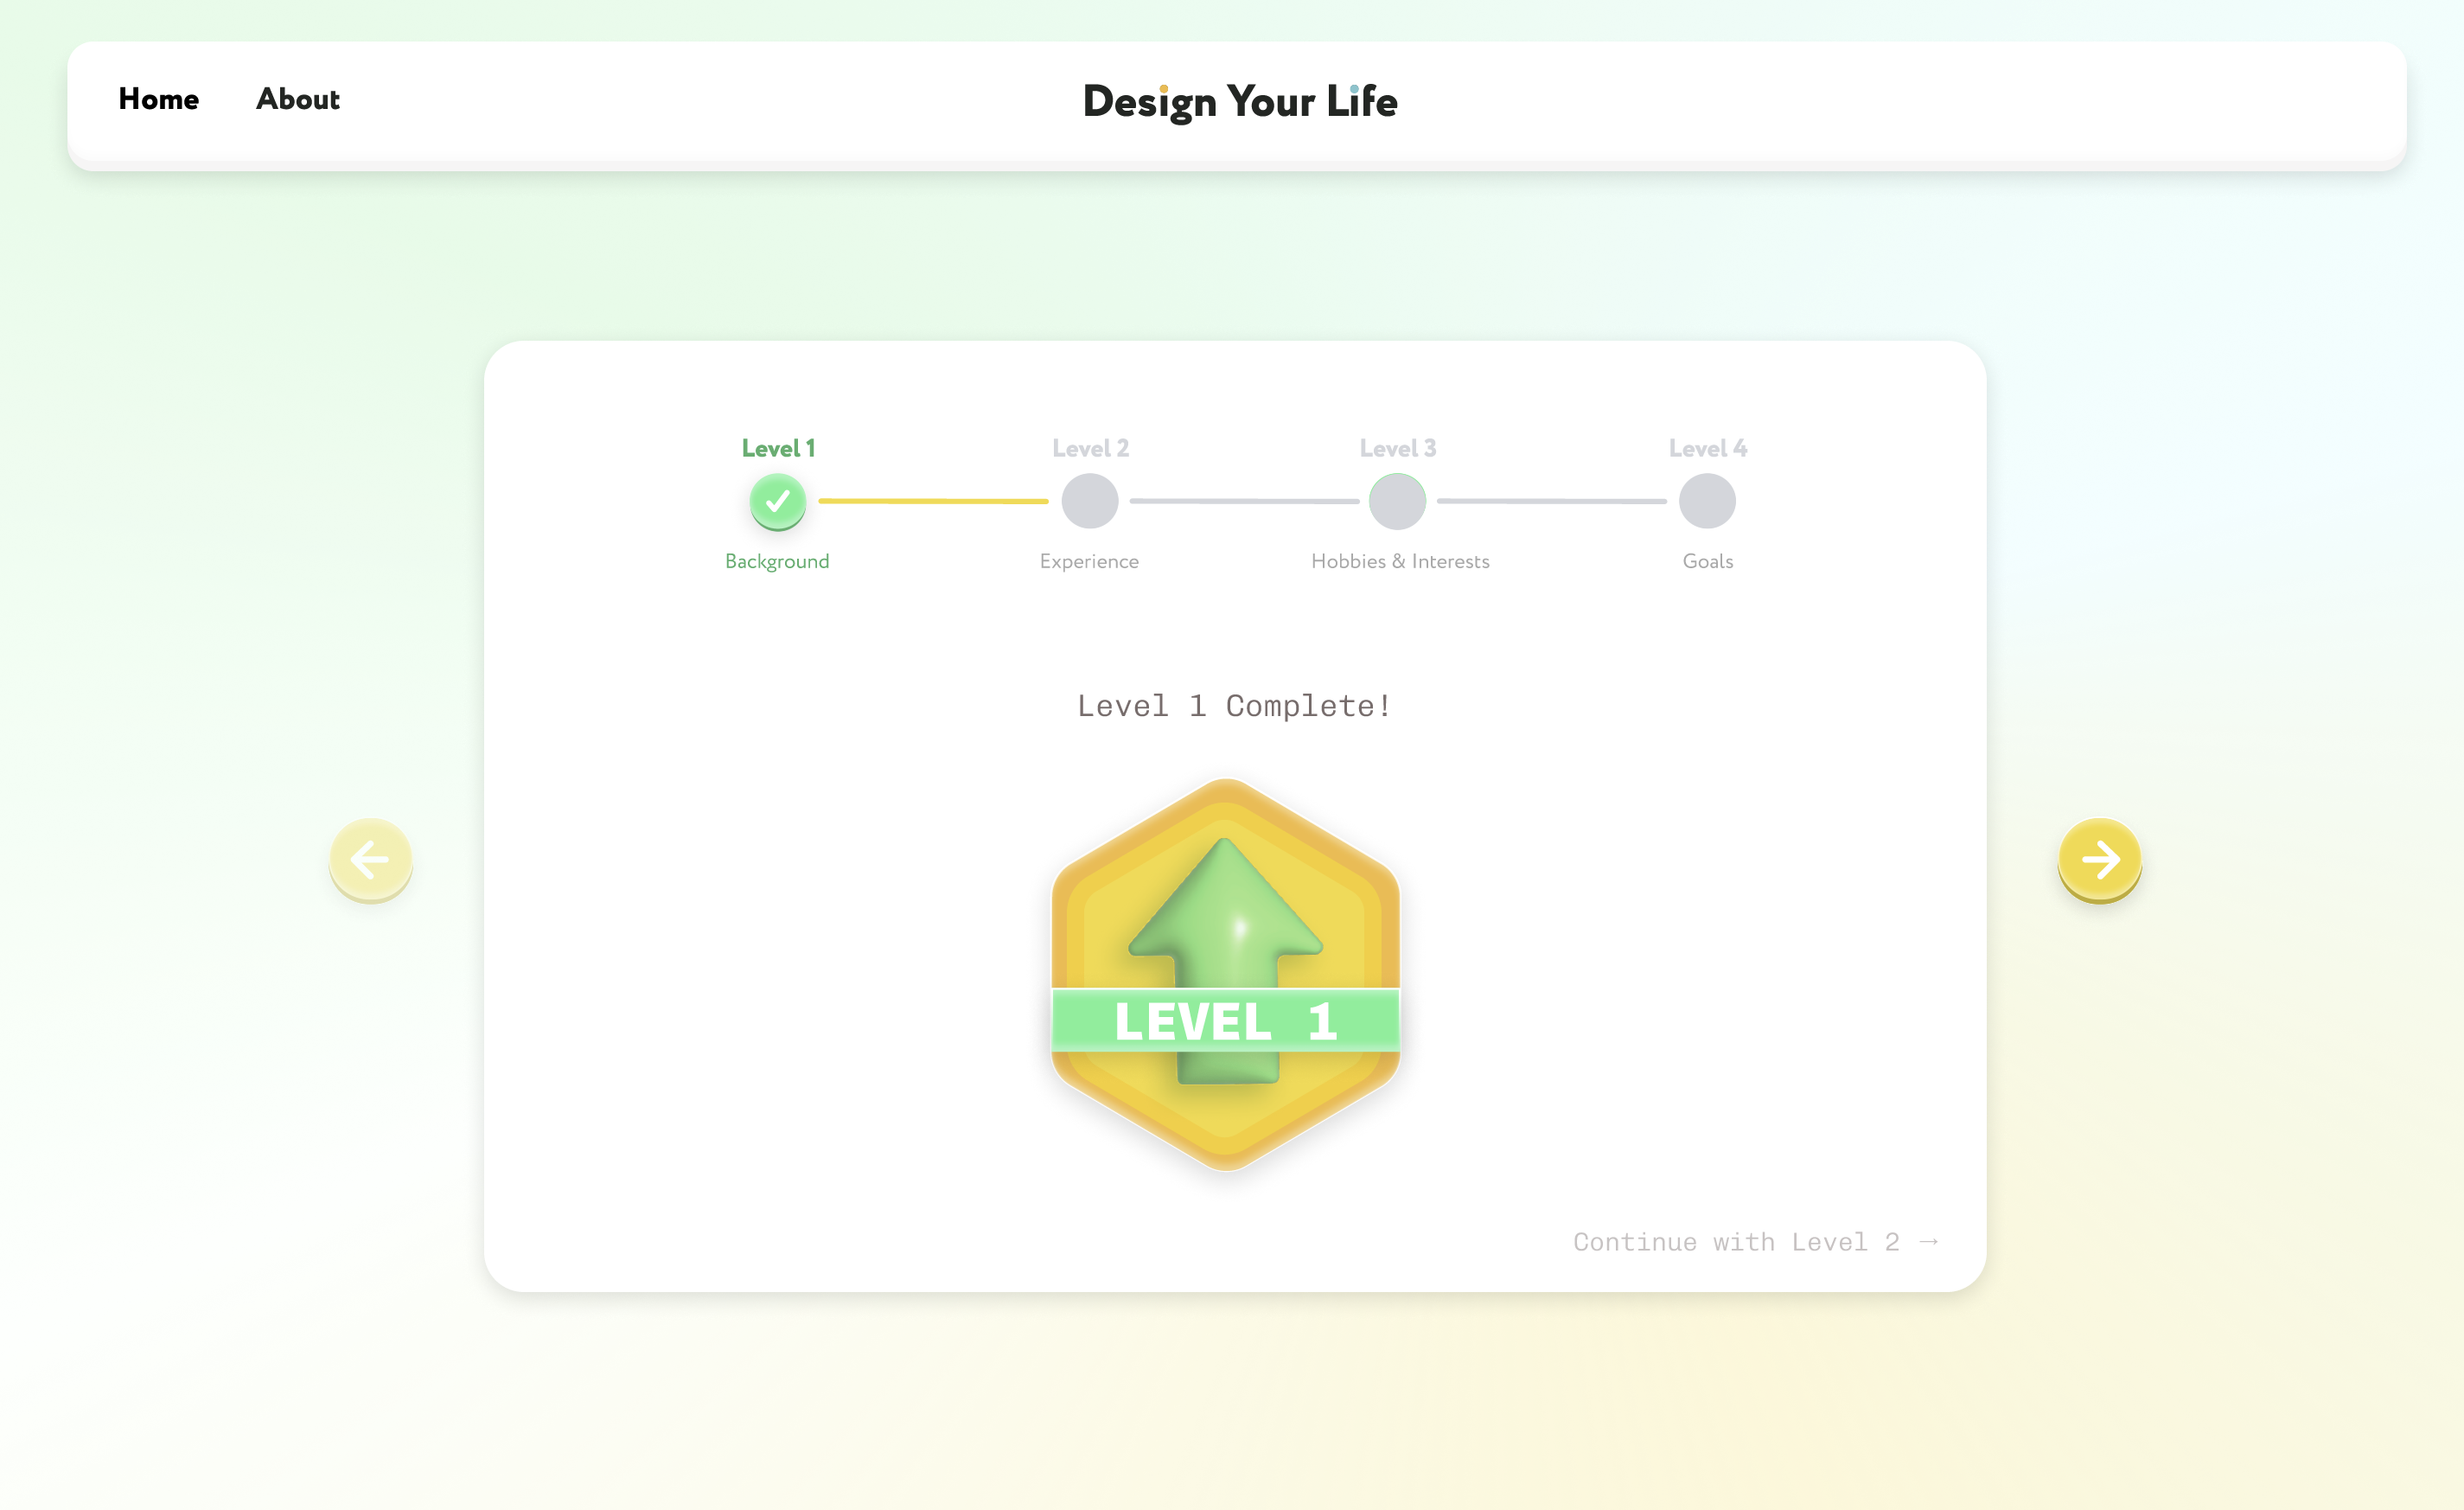 Home About Design Your Life
Level 1 Level 2 Level 3 Level 4
Background Experience Hobbies & Interests Goals
Level 1 Complete!
LEVEL 1
Continue with Level 2 →